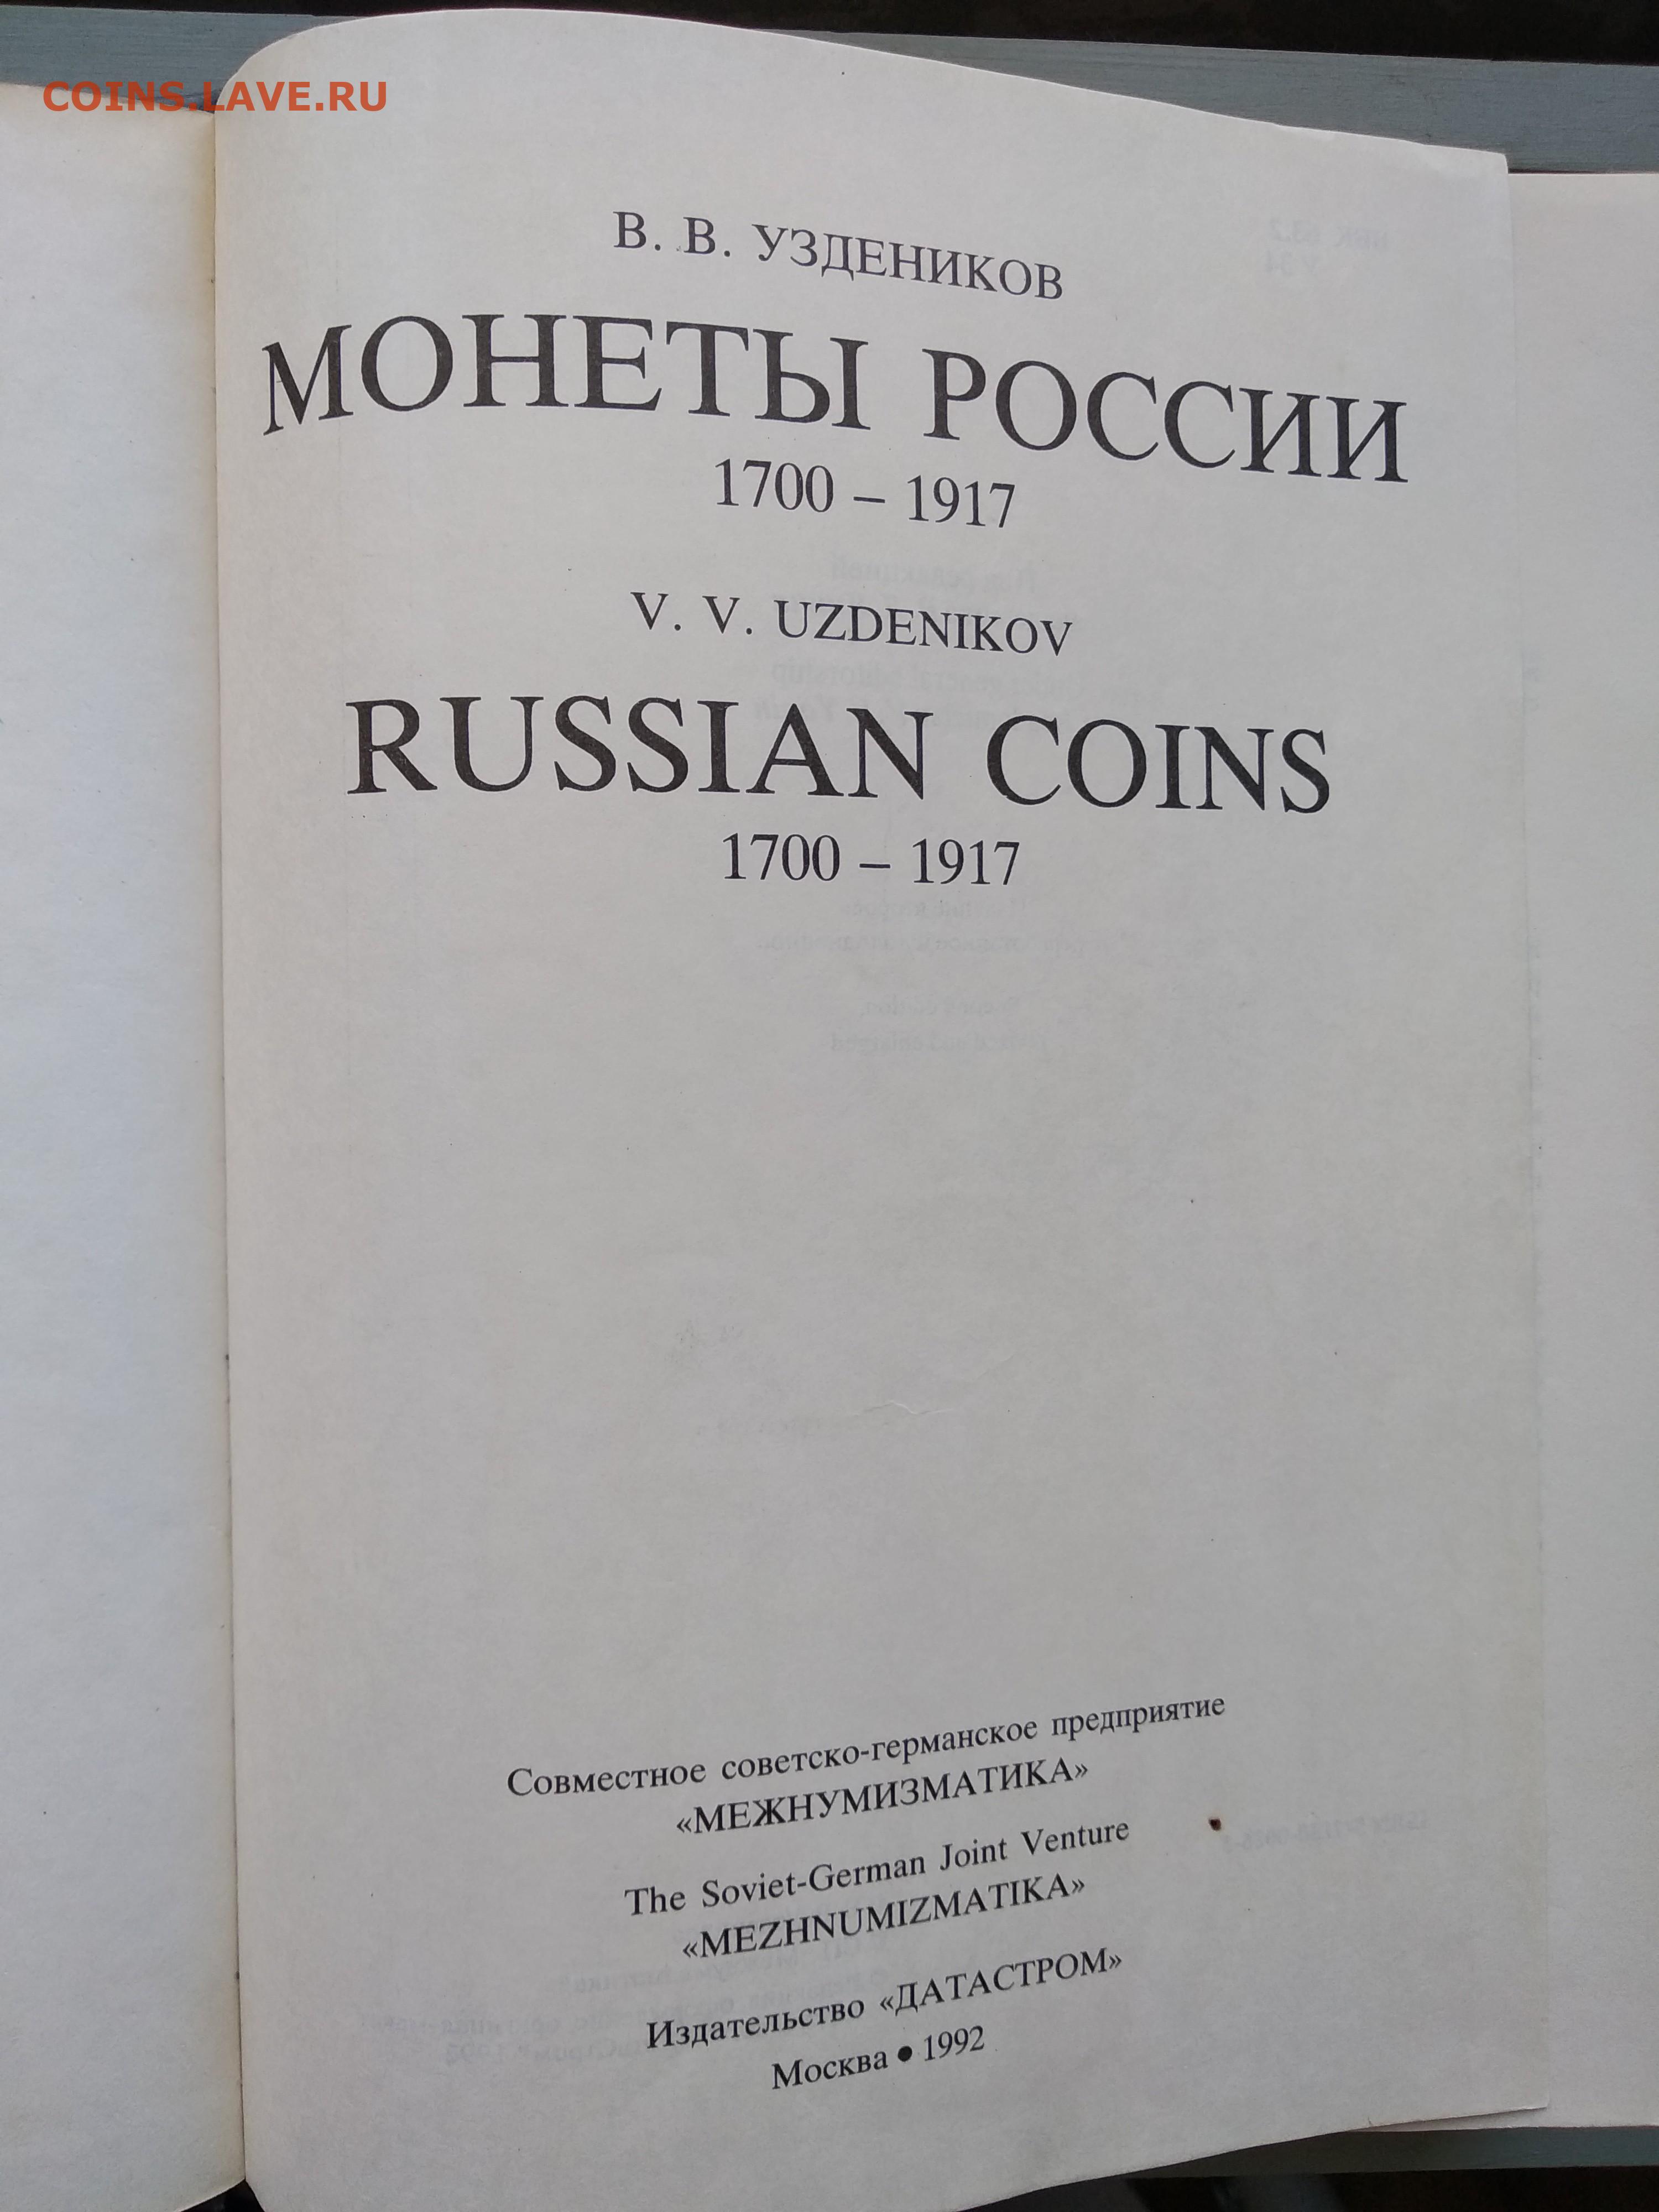 COINS.LAVE.RU
В. В. УЗДЕНИКОВ
МОНЕТЫ РОССИИ
1700 – 1917
V. V. UZDENIKOV
RUSSIAN COINS
1700 – 1917
Совместное советско-германское предприятие
«МЕЖНУМИЗМАТИКА»
The Soviet-German Joint Venture
«MEZHNUMIZMATIKA»
Издательство «ДАТАСТРОМ»
Москва ● 1992